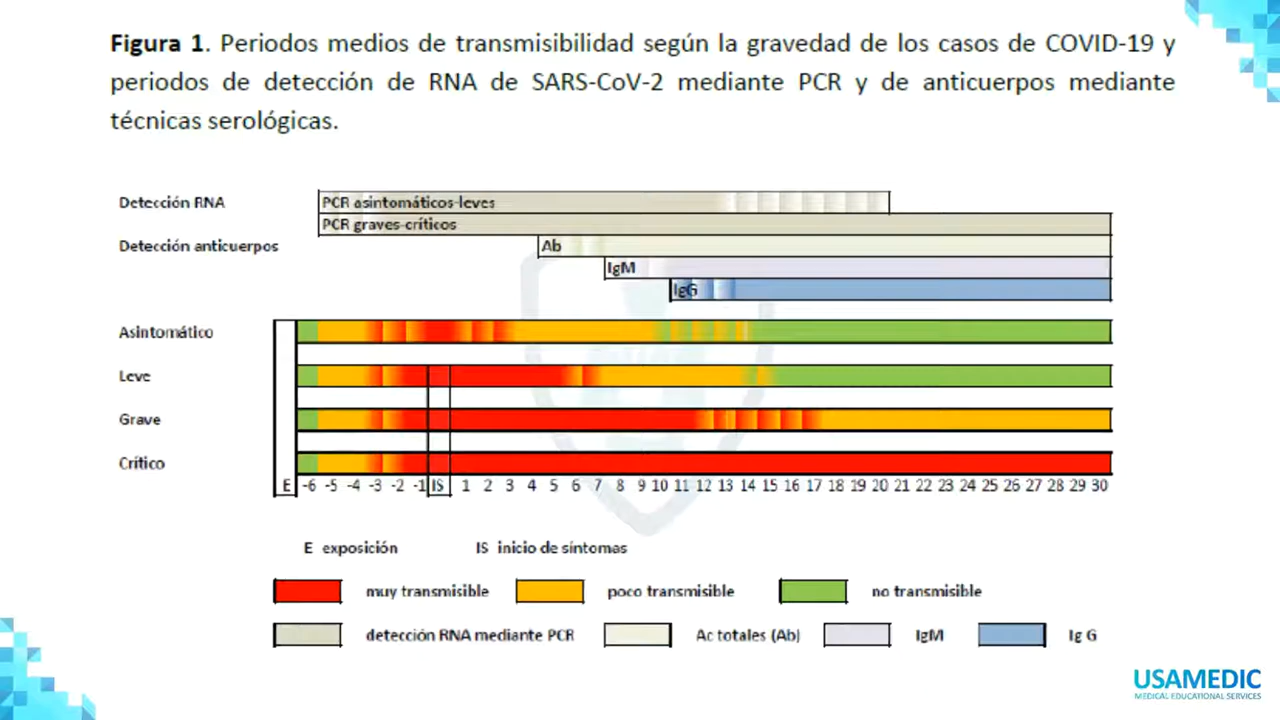 Figura 1. Periodos medios de transmisibilidad según la gravedad de los casos de COVID-19 y
periodos de detección de RNA de SARS-CoV-2 mediante PCR y de anticuerpos mediante
técnicas serológicas.
Detección RNA
PCR asintomáticos-leves
PCR graves-críticos
Detección anticuerpos
Ab
IgM
IgG
Asintomático
Leve
Grave
Crítico
E -6 -5 -4 -3 -2 -1 IS 1 2 3 4 5 6 7 8 9 10 11 12 13 14 15 16 17 18 19 20 21 22 23 24 25 26 27 28 29 30
E exposición IS inicio de síntomas
muy transmisible poco transmisible no transmisible
detección RNA mediante PCR Ac totales (Ab) IgM Ig G
USAMEDIC
MEDICAL EDUCATIONAL SERVICES